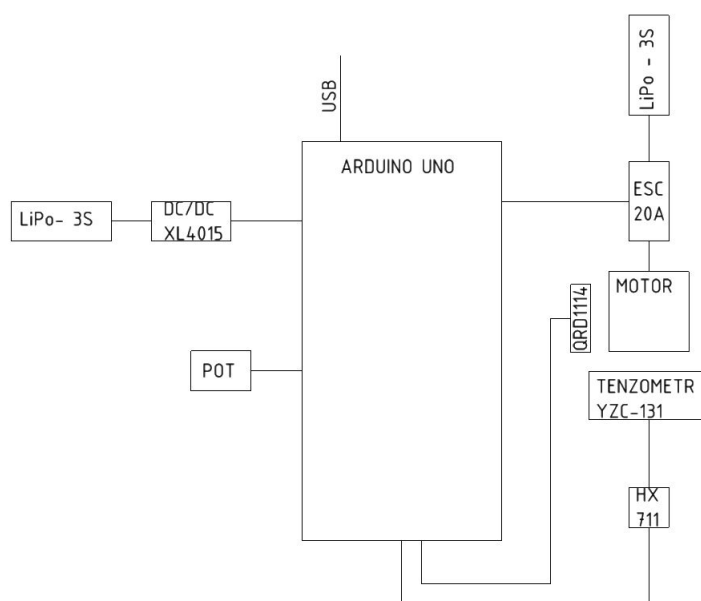 LiPo - 3S
USB
ARDUINO UNO
ESC
20A
LiPo- 3S
DC/DC
XL4015
QRD1114
MOTOR
POT
TENZOMETR
YZC-131
HX
711